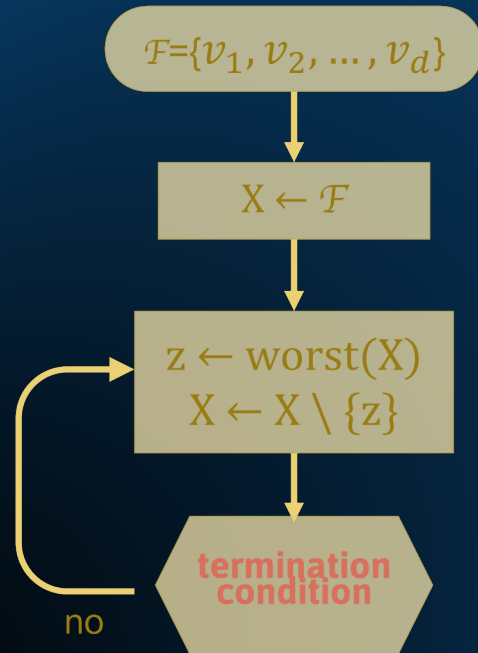 ℱ={v₁, v₂, ..., v_d}
X ← ℱ
z ← worst(X)
X ← X \ {z}
termination
condition
no